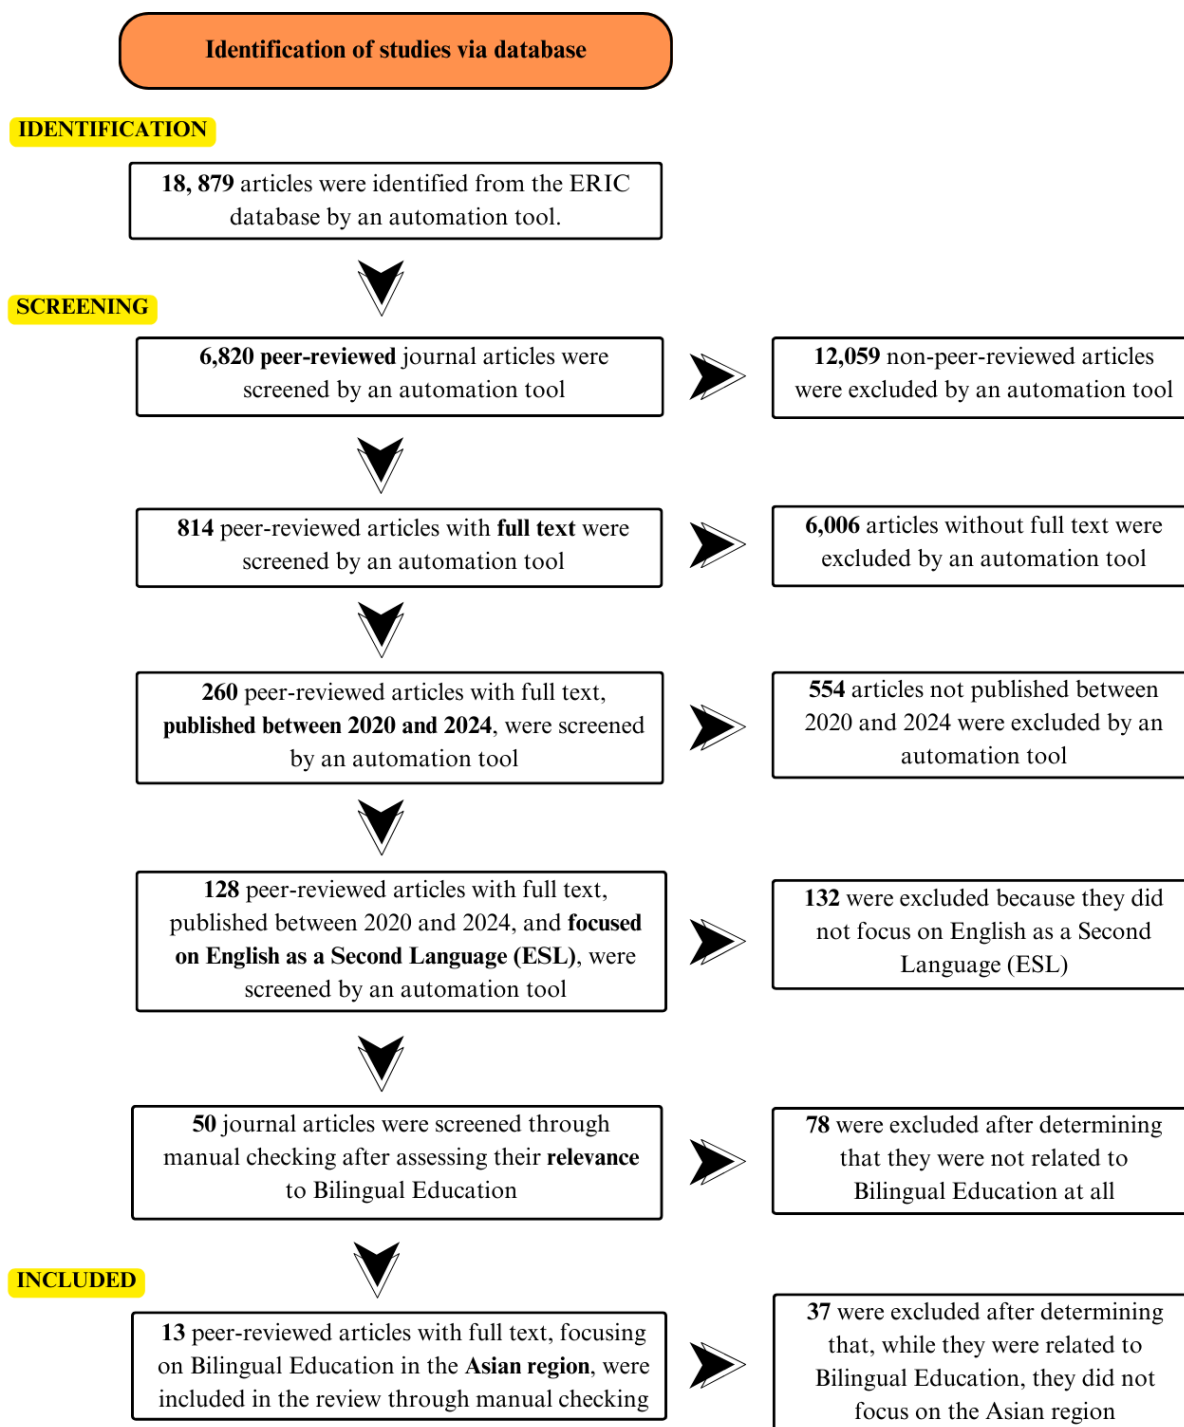 Identification of studies via database
IDENTIFICATION
18, 879 articles were identified from the ERIC
database by an automation tool.
SCREENING
6,820 peer-reviewed journal articles were
screened by an automation tool
12,059 non-peer-reviewed articles
were excluded by an automation tool
814 peer-reviewed articles with full text were
screened by an automation tool
6,006 articles without full text were
excluded by an automation tool
260 peer-reviewed articles with full text,
published between 2020 and 2024, were screened
by an automation tool
554 articles not published between
2020 and 2024 were excluded by an
automation tool
128 peer-reviewed articles with full text,
published between 2020 and 2024, and focused
on English as a Second Language (ESL), were
screened by an automation tool
132 were excluded because they did
not focus on English as a Second
Language (ESL)
50 journal articles were screened through
manual checking after assessing their relevance
to Bilingual Education
78 were excluded after determining
that they were not related to
Bilingual Education at all
INCLUDED
13 peer-reviewed articles with full text, focusing
on Bilingual Education in the Asian region, were
included in the review through manual checking
37 were excluded after determining
that, while they were related to
Bilingual Education, they did not
focus on the Asian region